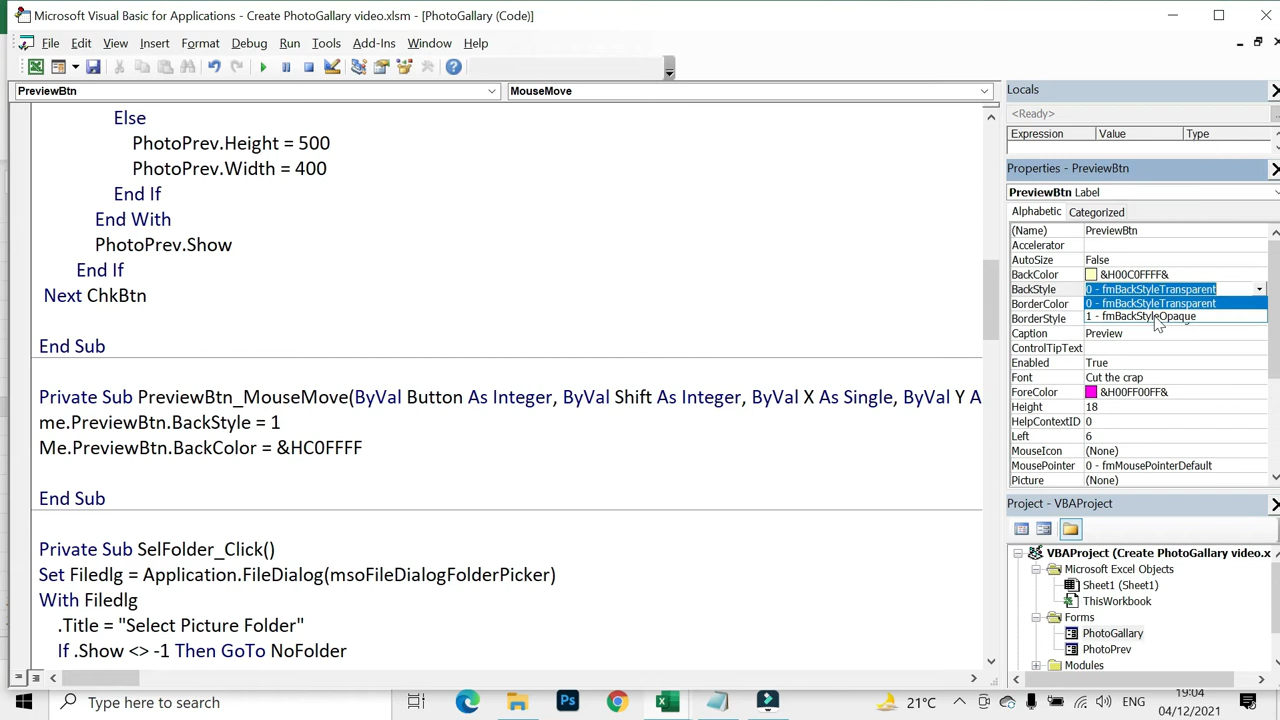 Microsoft Visual Basic for Applications - Create PhotoGallary video.xlsm - [PhotoGallary (Code)]
File Edit View Insert Format Debug Run Tools Add-Ins Window Help
PreviewBtn MouseMove
Else
PhotoPrev.Height = 500
PhotoPrev.Width = 400
End If
End With
PhotoPrev.Show
End If
Next ChkBtn
End Sub
Private Sub PreviewBtn_MouseMove(ByVal Button As Integer, ByVal Shift As Integer, ByVal X As Single, ByVal Y A
me.PreviewBtn.BackStyle = 1
Me.PreviewBtn.BackColor = &HC0FFFF
End Sub
Private Sub SelFolder_Click()
Set Filedlg = Application.FileDialog(msoFileDialogFolderPicker)
With Filedlg
.Title = "Select Picture Folder"
If .Show <> -1 Then GoTo NoFolder
Locals
<Ready>
Expression Value Type
Properties - PreviewBtn
PreviewBtn Label
Alphabetic Categorized
(Name) PreviewBtn
Accelerator
AutoSize False
BackColor &H00C0FFFF&
BackStyle 0 - fmBackStyleTransparent
BorderColor 0 - fmBackStyleTransparent
BorderStyle 1 - fmBackStyleOpaque
Caption Preview
ControlTipText
Enabled True
Font Cut the crap
ForeColor &H00FF00FF&
Height 18
HelpContextID 0
Left 6
MouseIcon (None)
MousePointer 0 - fmMousePointerDefault
Picture (None)
Project - VBAProject
VBAProject (Create PhotoGallary video.x
Microsoft Excel Objects
Sheet1 (Sheet1)
ThisWorkbook
Forms
PhotoGallary
PhotoPrev
Modules
Type here to search
21°C ENG 19:04
04/12/2021